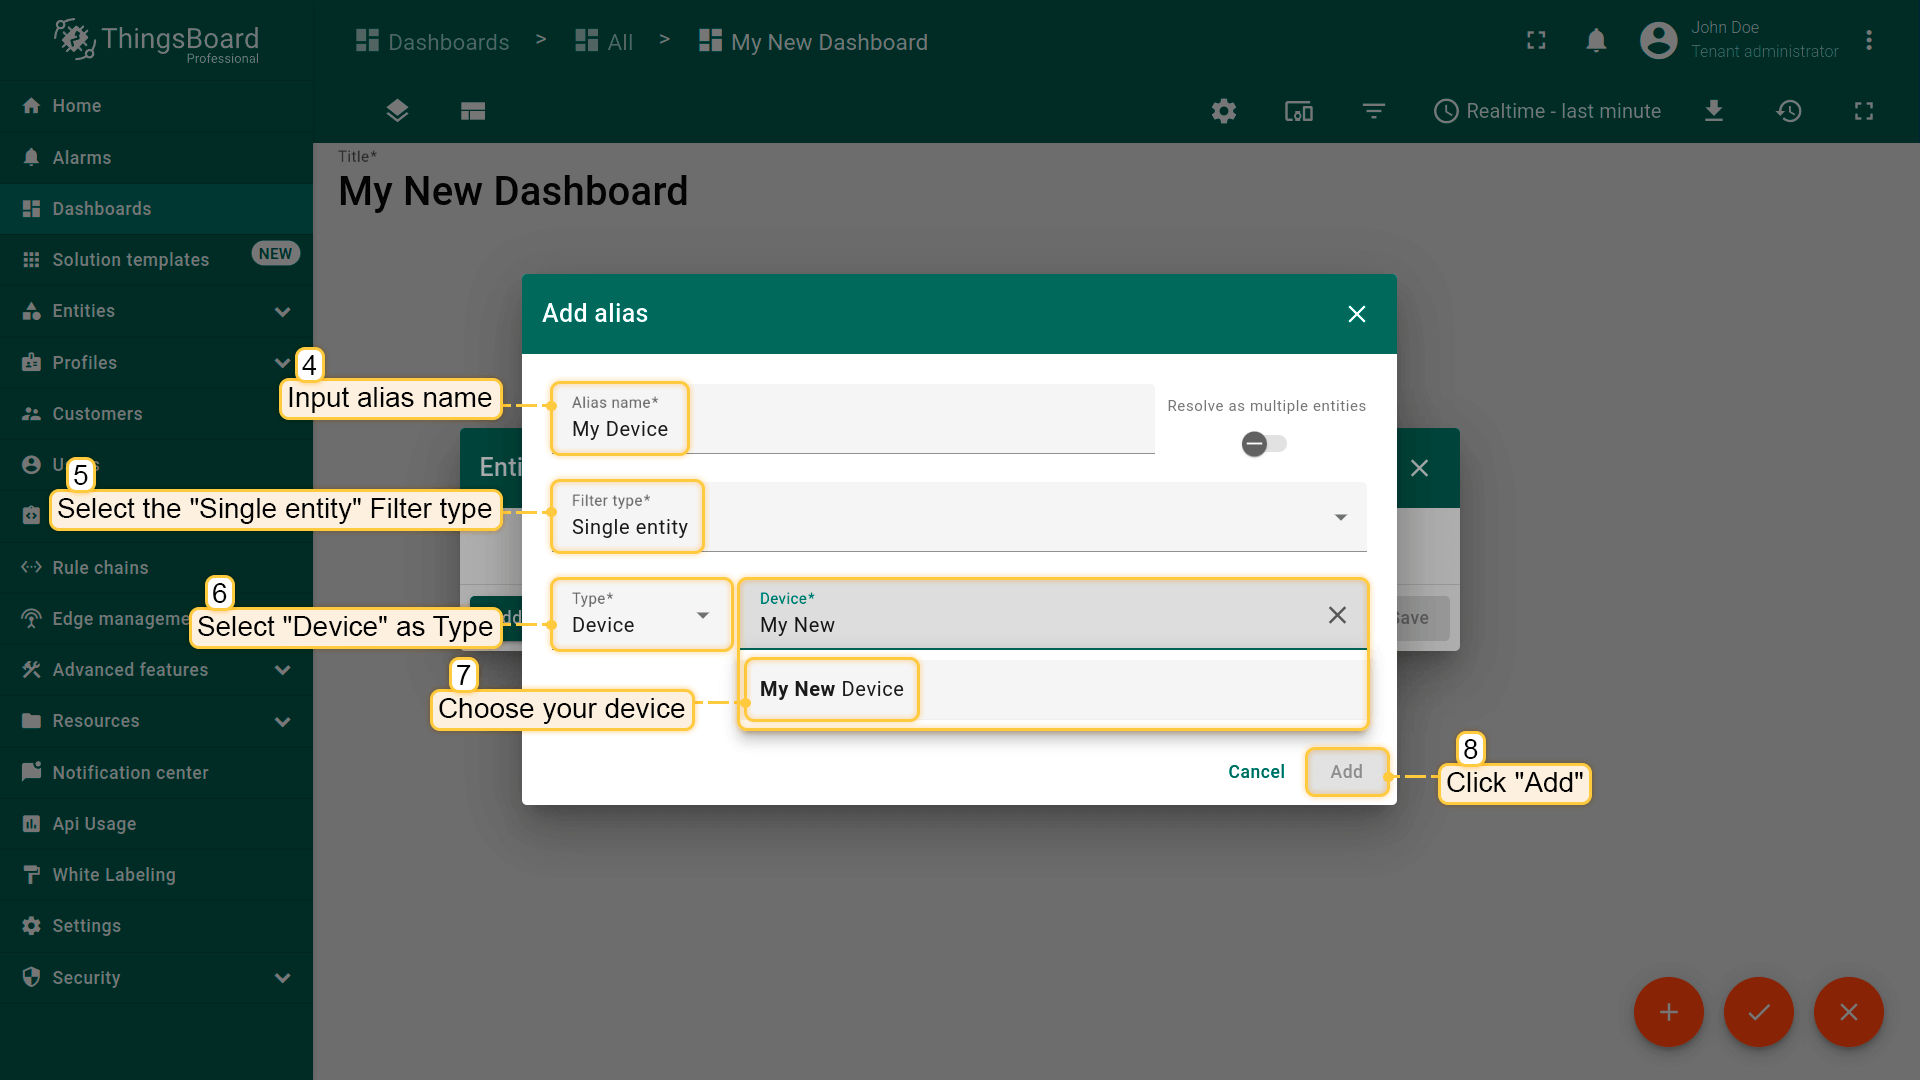 ThingsBoard
Professional
Dashboards > All > My New Dashboard
John Doe
Tenant administrator
Realtime - last minute
Home
Alarms
Dashboards
Solution templates NEW
Entities
Profiles
Customers
Rule chains
Edge manageme
Advanced features
Resources
Notification center
Api Usage
White Labeling
Settings
Security
Title*
My New Dashboard
Enti
Save
Add alias
4
Input alias name
Alias name*
My Device
Resolve as multiple entities
5
Select the "Single entity" Filter type
Filter type*
Single entity
6
Select "Device" as Type
Type*
Device
Device*
My New
7
Choose your device
My New Device
Cancel
Add
8
Click "Add"